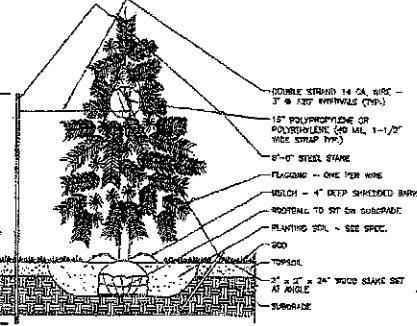 DOUBLE STRAND 14 GA. WIRE -
3' @ 120° INTERVALS (TYP.)
15" POLYPROPYLENE OR
POLYETHYLENE (40 MIL, 1-1/2"
WIDE STRAP TYP.)
8'-0" STEEL STAKE
FLAGGING - ONE PER WIRE
MULCH - 4" DEEP SHREDDED BARK
ROOTBALL TO SIT ON SUBGRADE
PLANTING SOIL - SEE SPEC.
SOD
TOPSOIL
2" x 2" x 24" WOOD STAKE SET
AT ANGLE
SUBGRADE